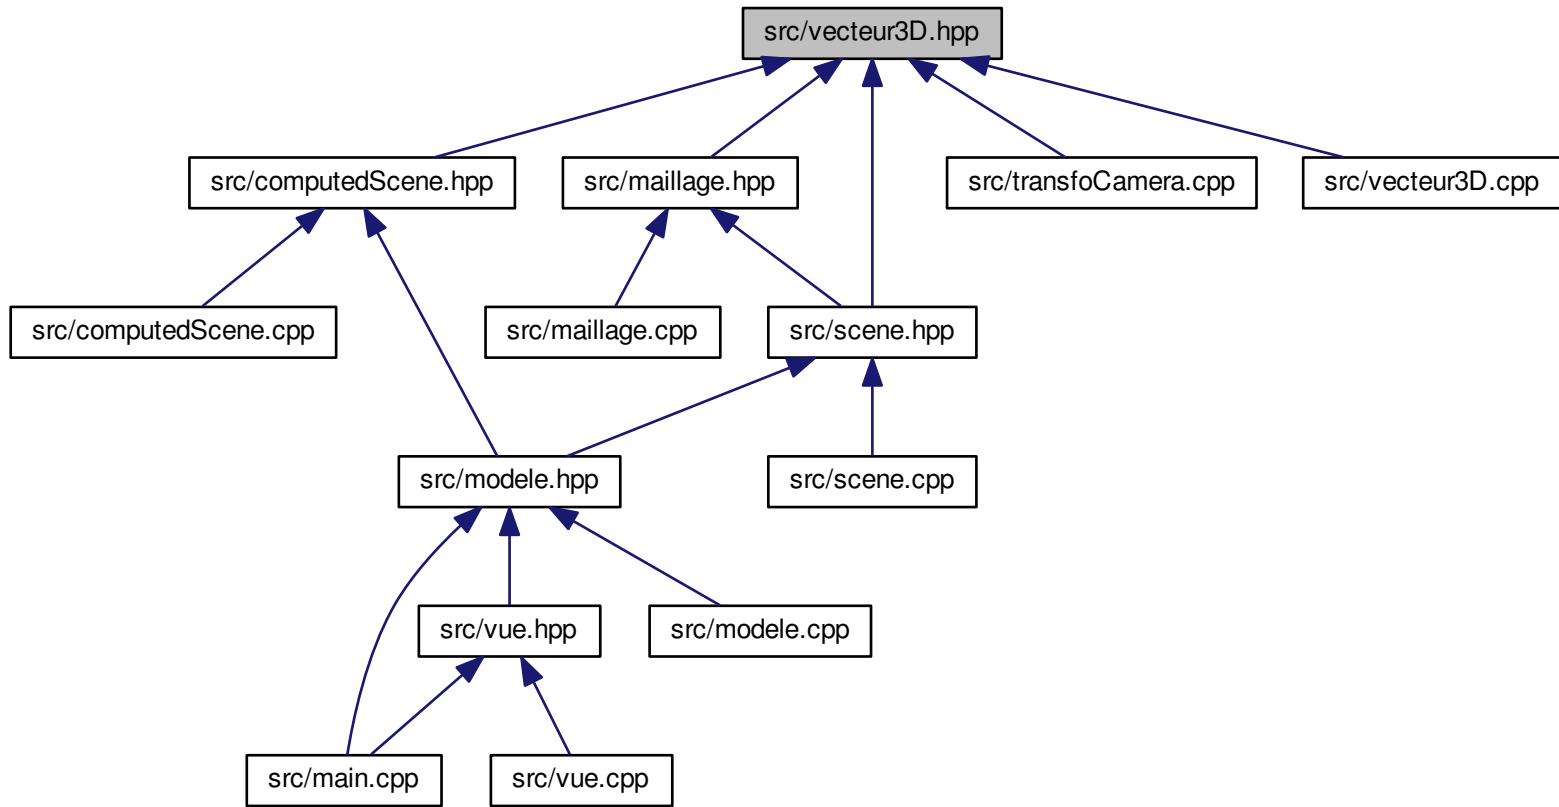 src/vecteur3D.hpp
src/computedScene.hpp
src/maillage.hpp
src/transfoCamera.cpp
src/vecteur3D.cpp
src/computedScene.cpp
src/maillage.cpp
src/scene.hpp
src/modele.hpp
src/scene.cpp
src/vue.hpp
src/modele.cpp
src/main.cpp
src/vue.cpp